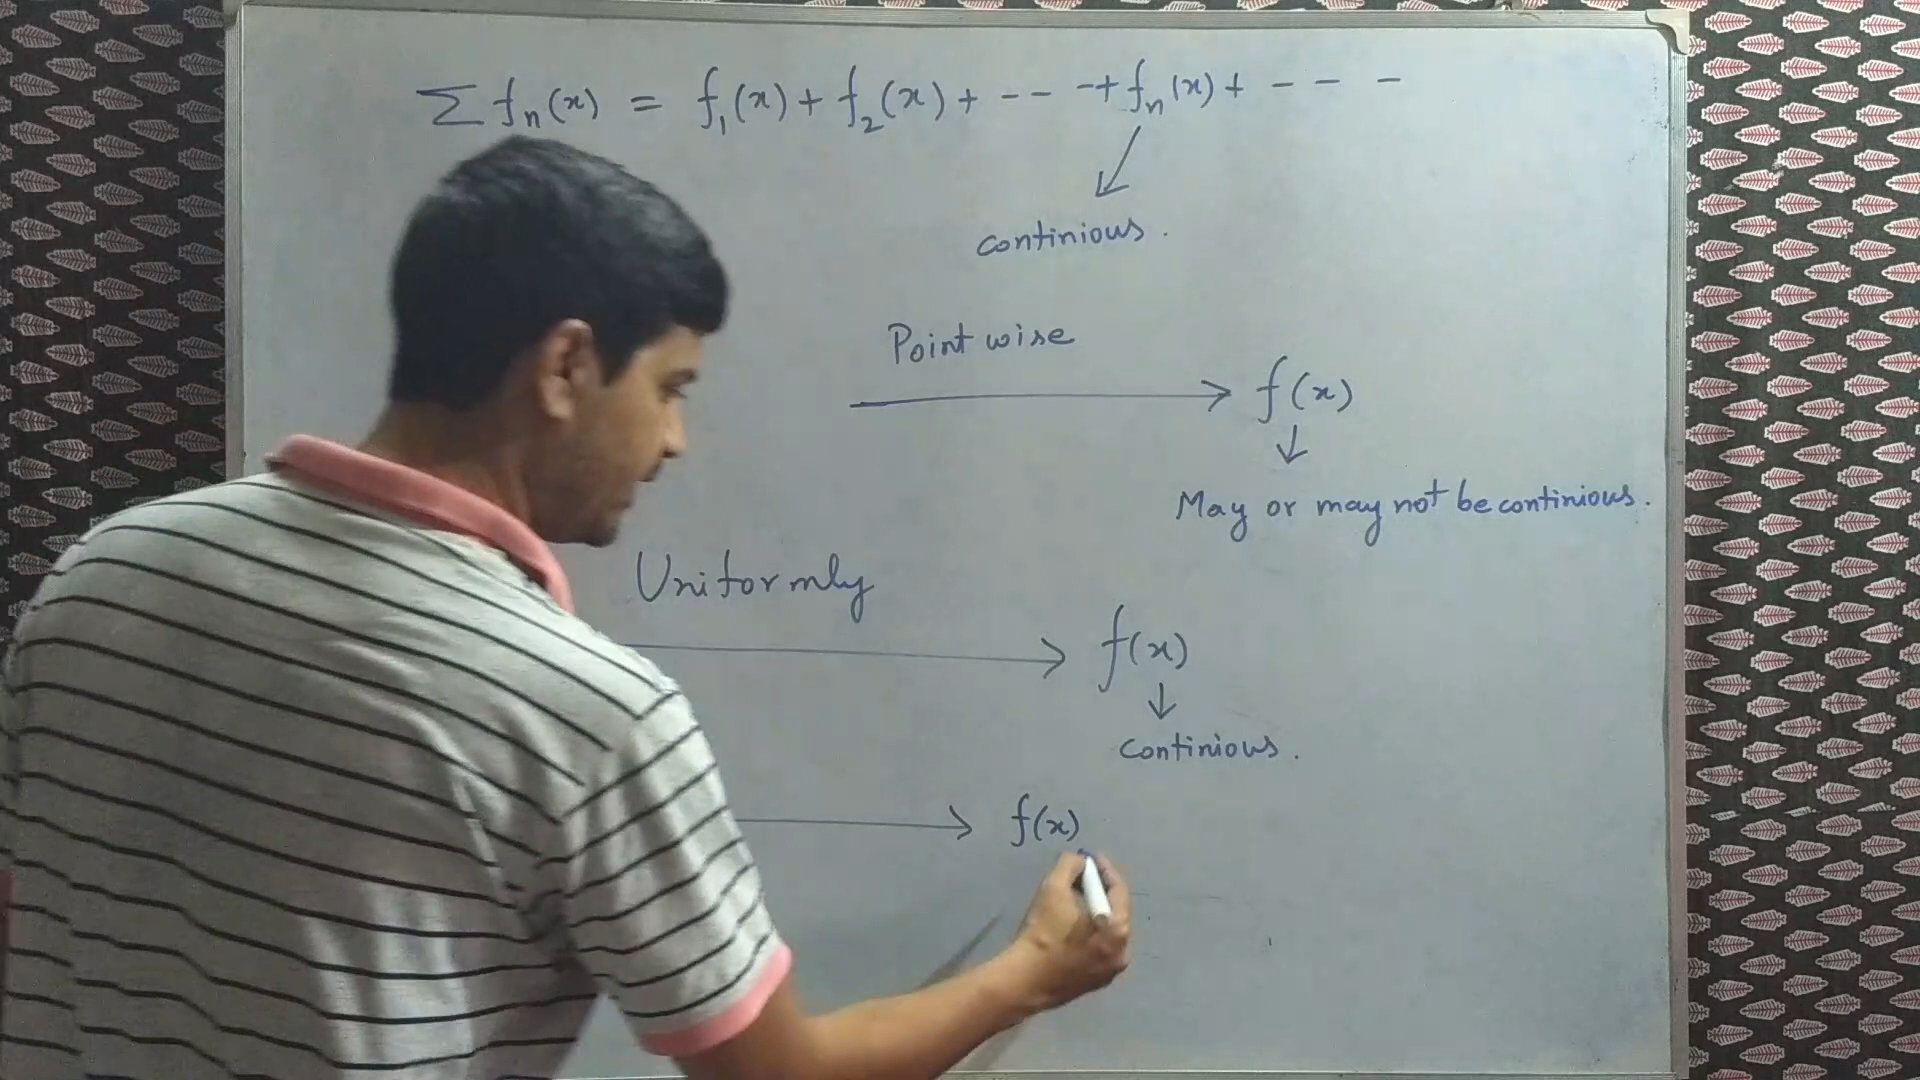 ∑ fn(x) = f1(x) + f2(x) + - - - + fn(x) + - - -
continious.
Point wise
f(x)
May or may not be continious.
Uniformly
f(x)
continious.
f(x)